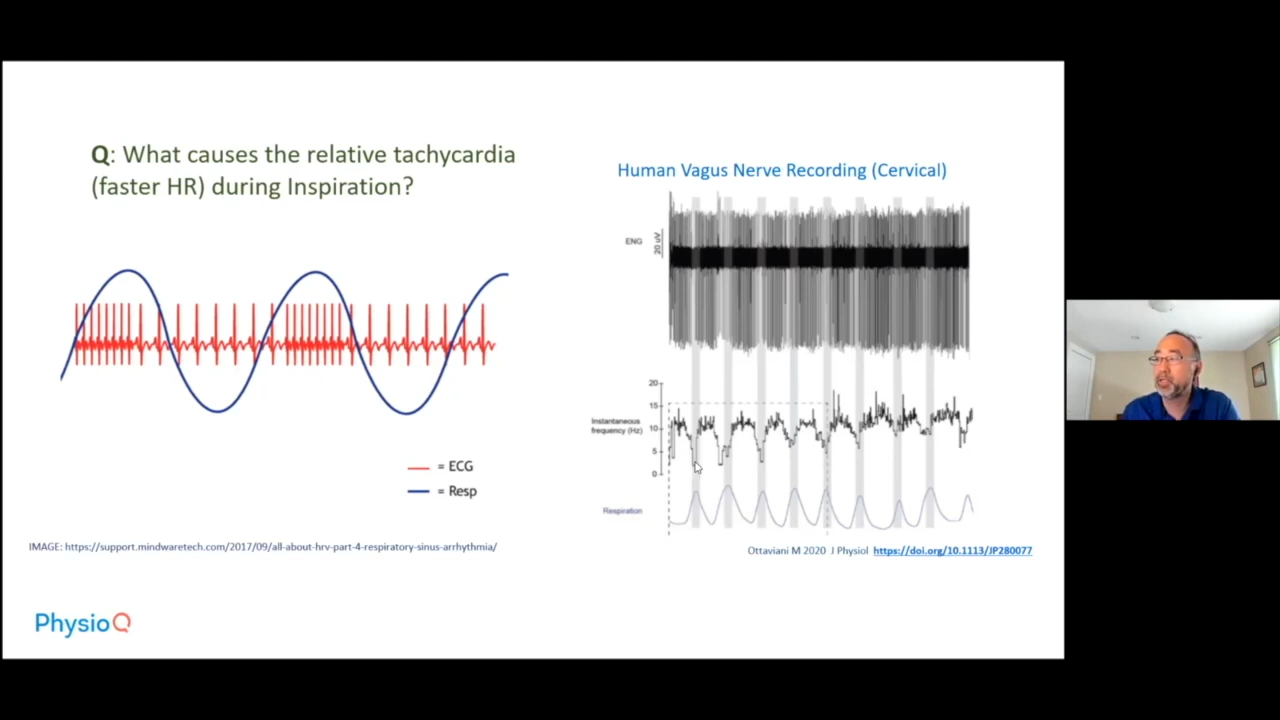 Q: What causes the relative tachycardia
(faster HR) during Inspiration?
= ECG
= Resp
IMAGE: https://support.mindwaretech.com/2017/09/all-about-hrv-part-4-respiratory-sinus-arrhythmia/
PhysioQ
Human Vagus Nerve Recording (Cervical)
ENG
20 uV
20
15
10
5
0
Instantaneous
frequency (Hz)
Respiration
Ottaviani M 2020 J Physiol https://doi.org/10.1113/JP280077